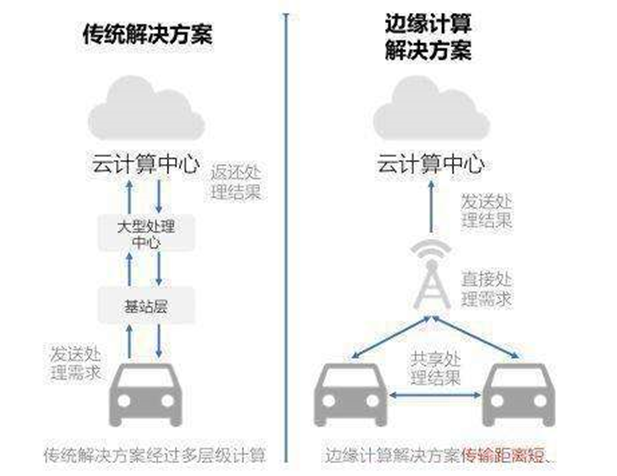 传统解决方案
云计算中心
返还处
理结果
大型处理
中心
基站层
发送处
理需求
传统解决方案经过多层级计算
边缘计算
解决方案
云计算中心
发送处
理结果
直接处
理需求
共享处
理结果
边缘计算解决方案传输距离短、